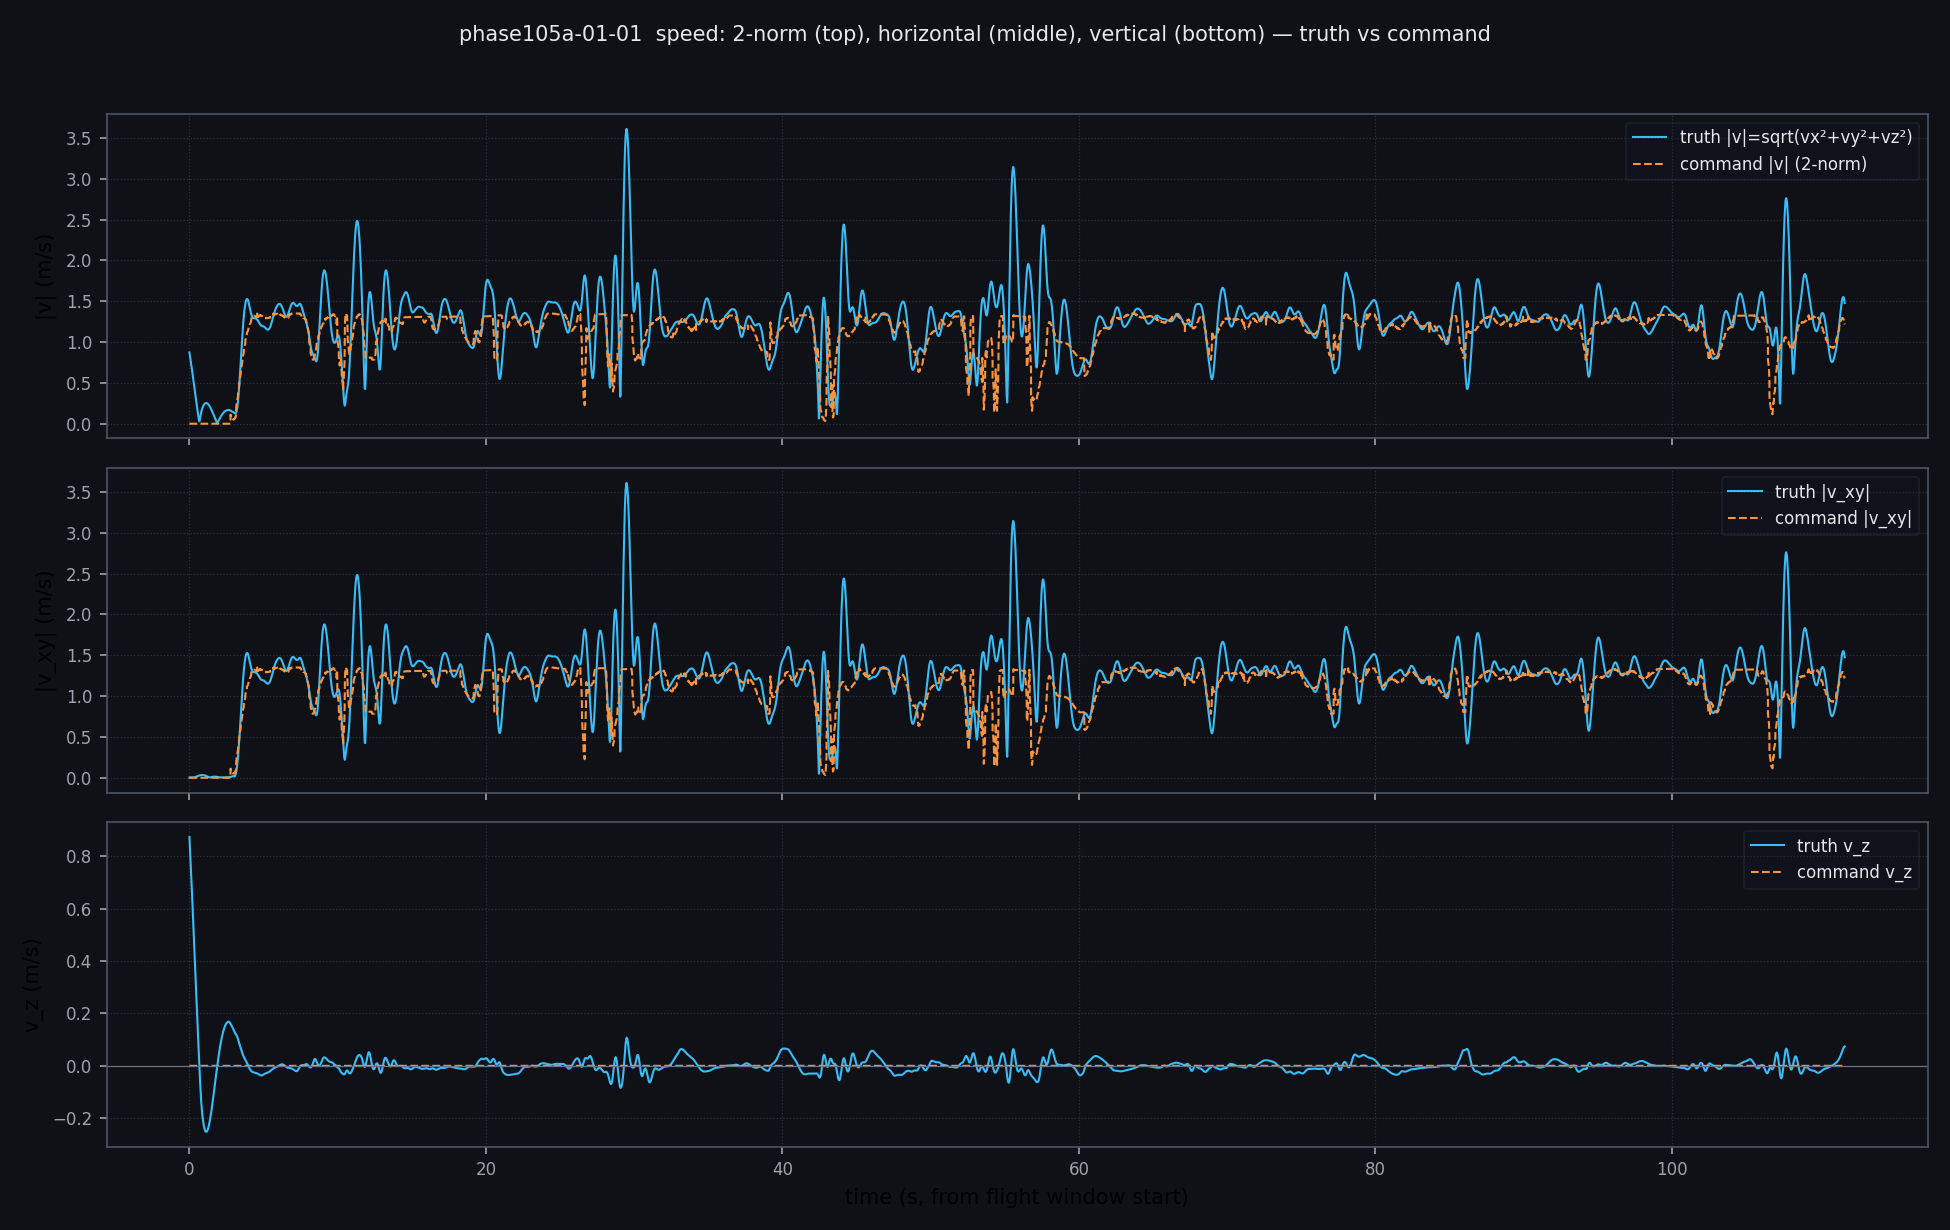 phase105a-01-01  speed: 2-norm (top), horizontal (middle), vertical (bottom) — truth vs command
|v| (m/s)
3.5
3.0
2.5
2.0
1.5
1.0
0.5
0.0
truth |v|=sqrt(vx²+vy²+vz²)
command |v| (2-norm)
|v_xy| (m/s)
3.5
3.0
2.5
2.0
1.5
1.0
0.5
0.0
truth |v_xy|
command |v_xy|
v_z (m/s)
0.8
0.6
0.4
0.2
0.0
−0.2
truth v_z
command v_z
0 20 40 60 80 100
time (s, from flight window start)